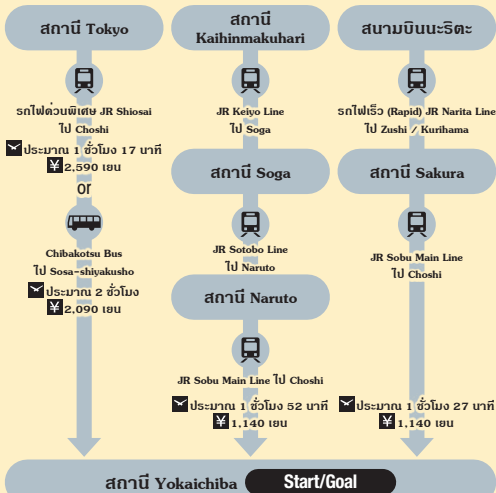 สถานี Tokyo
รถไฟด่วนพิเศษ JR Shiosai
ไป Choshi
ประมาณ 1 ชั่วโมง 17 นาที
¥ 2,590 เยน
or
Chibakotsu Bus
ไป Sosa-shiyakusho
ประมาณ 2 ชั่วโมง
¥ 2,090 เยน
สถานี
Kaihinmakuhari
JR Keiyo Line
ไป Soga
สถานี Soga
JR Sotobo Line
ไป Naruto
สถานี Naruto
JR Sobu Main Line ไป Choshi
ประมาณ 1 ชั่วโมง 52 นาที
¥ 1,140 เยน
สนามบินนะริตะ
รถไฟเร็ว (Rapid) JR Narita Line
ไป Zushi / Kurihama
สถานี Sakura
JR Sobu Main Line
ไป Choshi
ประมาณ 1 ชั่วโมง 27 นาที
¥ 1,140 เยน
สถานี Yokaichiba Start/Goal